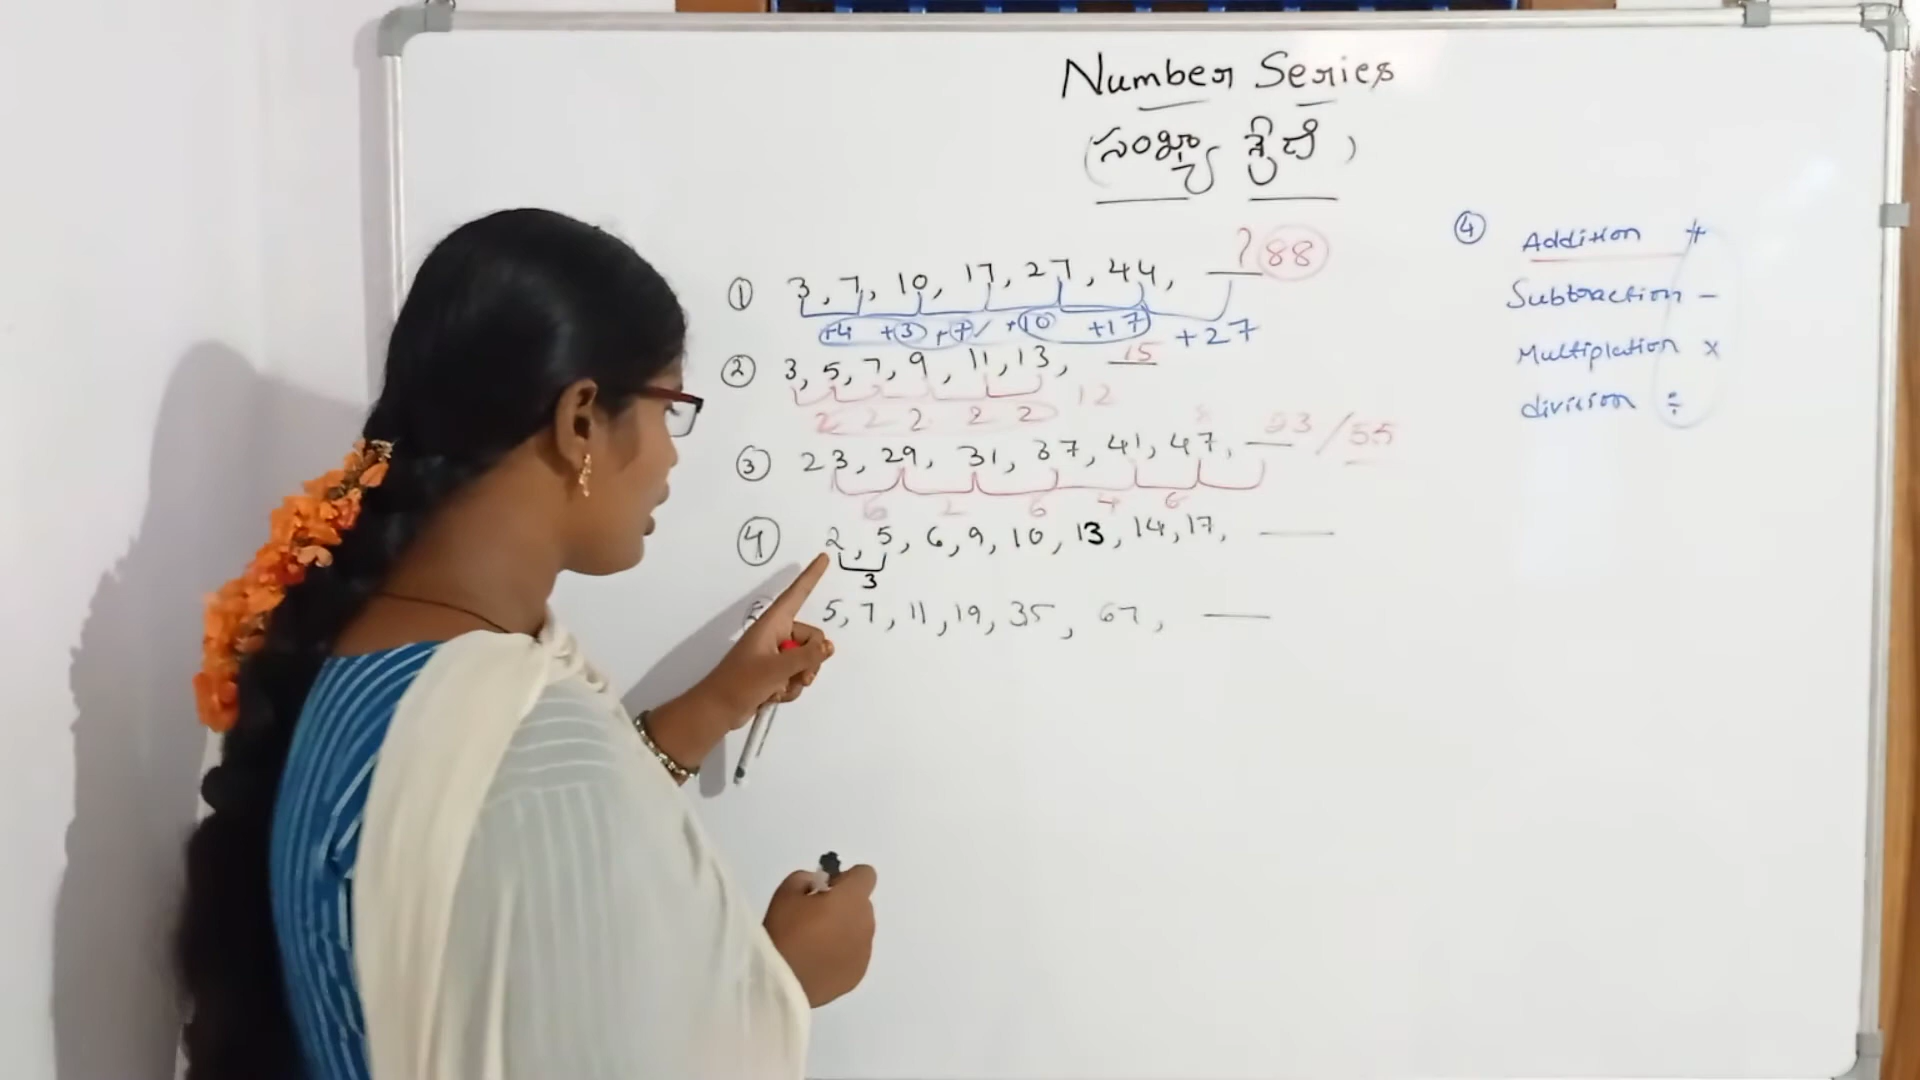 Number Series
(ಸಂಖ್ಯಾ ಶ್ರೇಣಿ)
① 3, 7, 10, 17, 27, 44, ? 88
+4 +3 +7 +10 +17 +27
② 3, 5, 7, 9, 11, 13, 15
2 2 2 2 2 12
③ 23, 29, 31, 37, 41, 47, 53/55
6 2 6 4 6
④ 2, 5, 6, 9, 10, 13, 14, 17,
3
5, 7, 11, 19, 35, 67,
④ Addition +
Subtraction -
Multiplation ×
division ÷